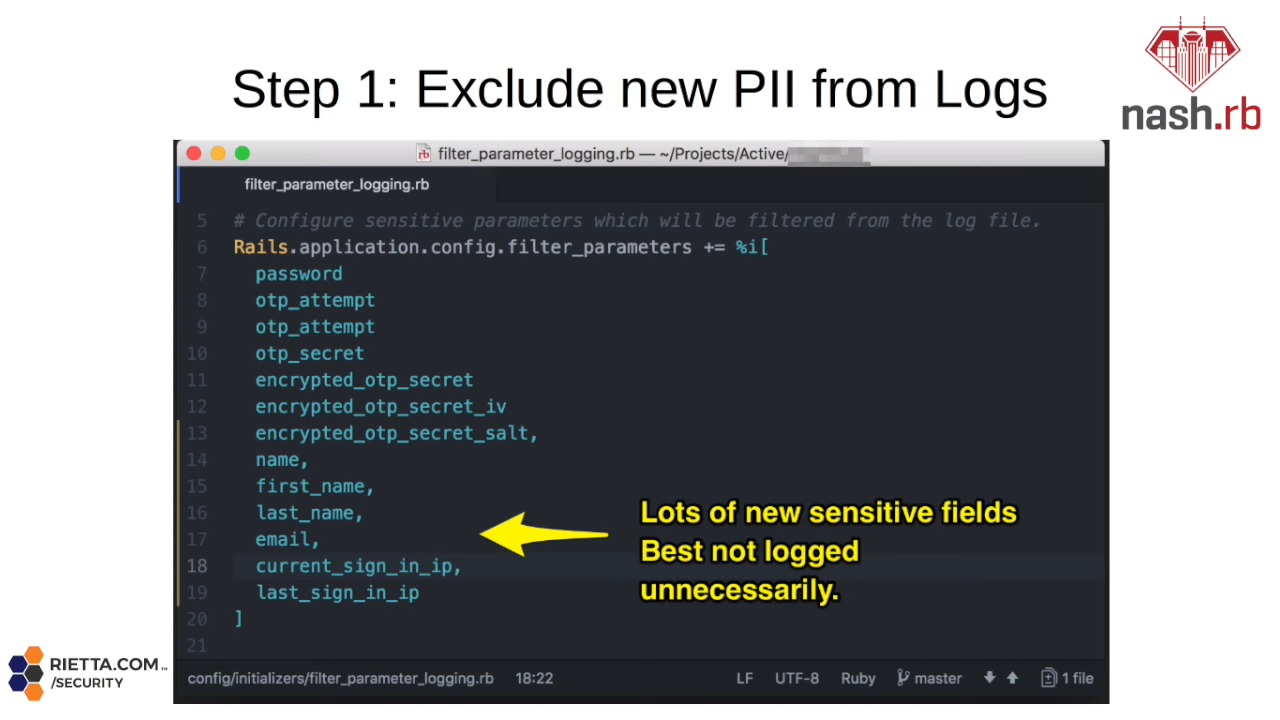 Step 1: Exclude new PII from Logs
nash.rb
filter_parameter_logging.rb — ~/Projects/Active/
filter_parameter_logging.rb
5 # Configure sensitive parameters which will be filtered from the log file.
6 Rails.application.config.filter_parameters += %i[
7 password
8 otp_attempt
9 otp_attempt
10 otp_secret
11 encrypted_otp_secret
12 encrypted_otp_secret_iv
13 encrypted_otp_secret_salt,
14 name,
15 first_name,
16 last_name,
17 email,
18 current_sign_in_ip,
19 last_sign_in_ip
20 ]
21
Lots of new sensitive fields
Best not logged
unnecessarily.
config/initializers/filter_parameter_logging.rb 18:22 LF UTF-8 Ruby master 1 file
RIETTA.COM
/SECURITY